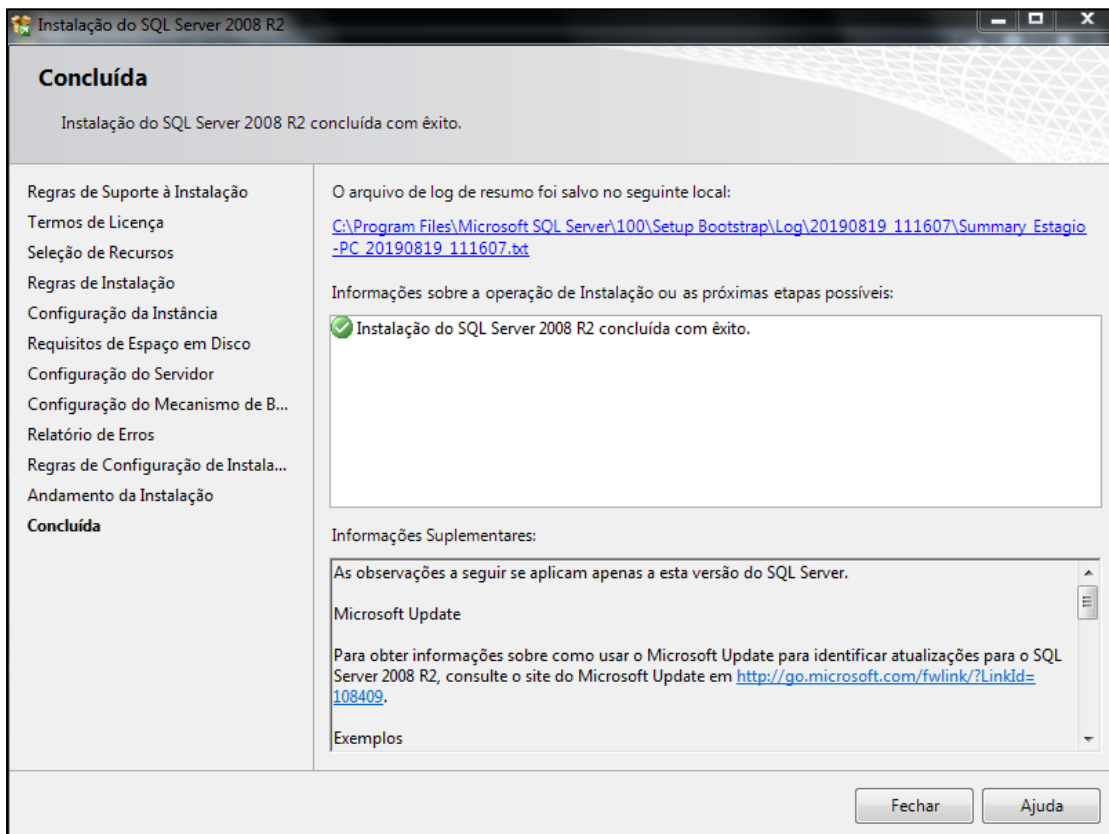 Instalação do SQL Server 2008 R2
Concluída
Instalação do SQL Server 2008 R2 concluída com êxito.
Regras de Suporte à Instalação
Termos de Licença
Seleção de Recursos
Regras de Instalação
Configuração da Instância
Requisitos de Espaço em Disco
Configuração do Servidor
Configuração do Mecanismo de B...
Relatório de Erros
Regras de Configuração de Instala...
Andamento da Instalação
Concluída
O arquivo de log de resumo foi salvo no seguinte local:
C:\Program Files\Microsoft SQL Server\100\Setup Bootstrap\Log\20190819_111607\Summary_Estagio
-PC_20190819_111607.txt
Informações sobre a operação de Instalação ou as próximas etapas possíveis:
Instalação do SQL Server 2008 R2 concluída com êxito.
Informações Suplementares:
As observações a seguir se aplicam apenas a esta versão do SQL Server.
Microsoft Update
Para obter informações sobre como usar o Microsoft Update para identificar atualizações para o SQL
Server 2008 R2, consulte o site do Microsoft Update em http://go.microsoft.com/fwlink/?LinkId=
108409.
Exemplos
Fechar
Ajuda